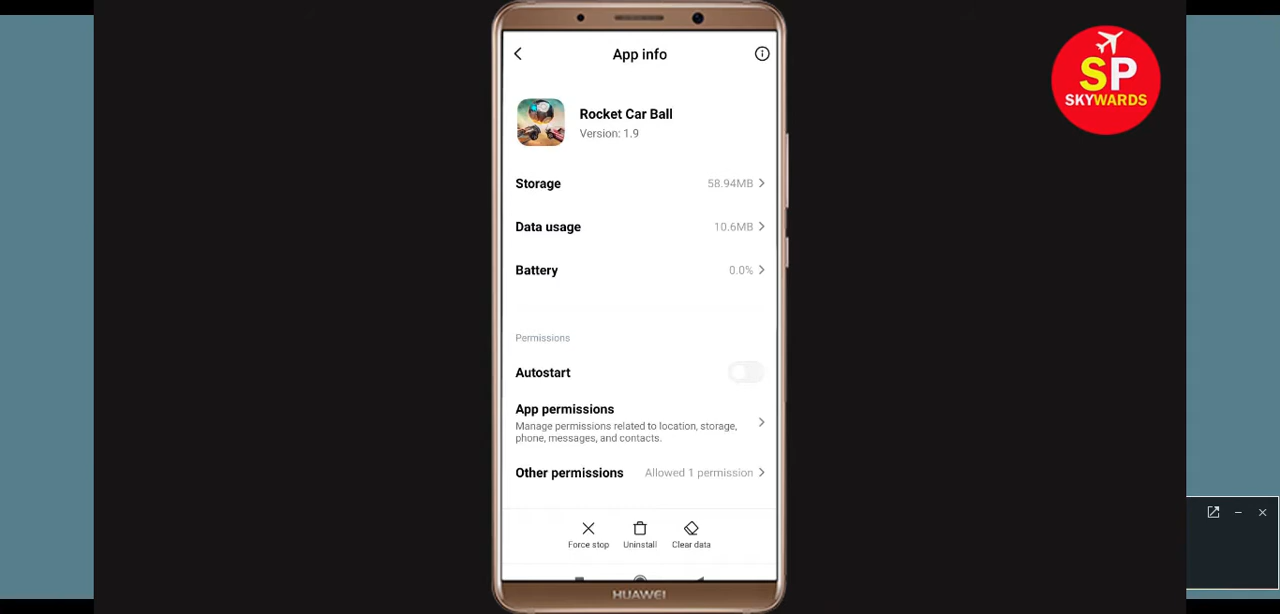 App info
Rocket Car Ball
Version: 1.9
Storage 58.94MB
Data usage 10.6MB
Battery 0.0%
Permissions
Autostart
App permissions
Manage permissions related to location, storage,
phone, messages, and contacts.
Other permissions Allowed 1 permission
Force stop Uninstall Clear data
HUAWEI
SP
SKYWARDS